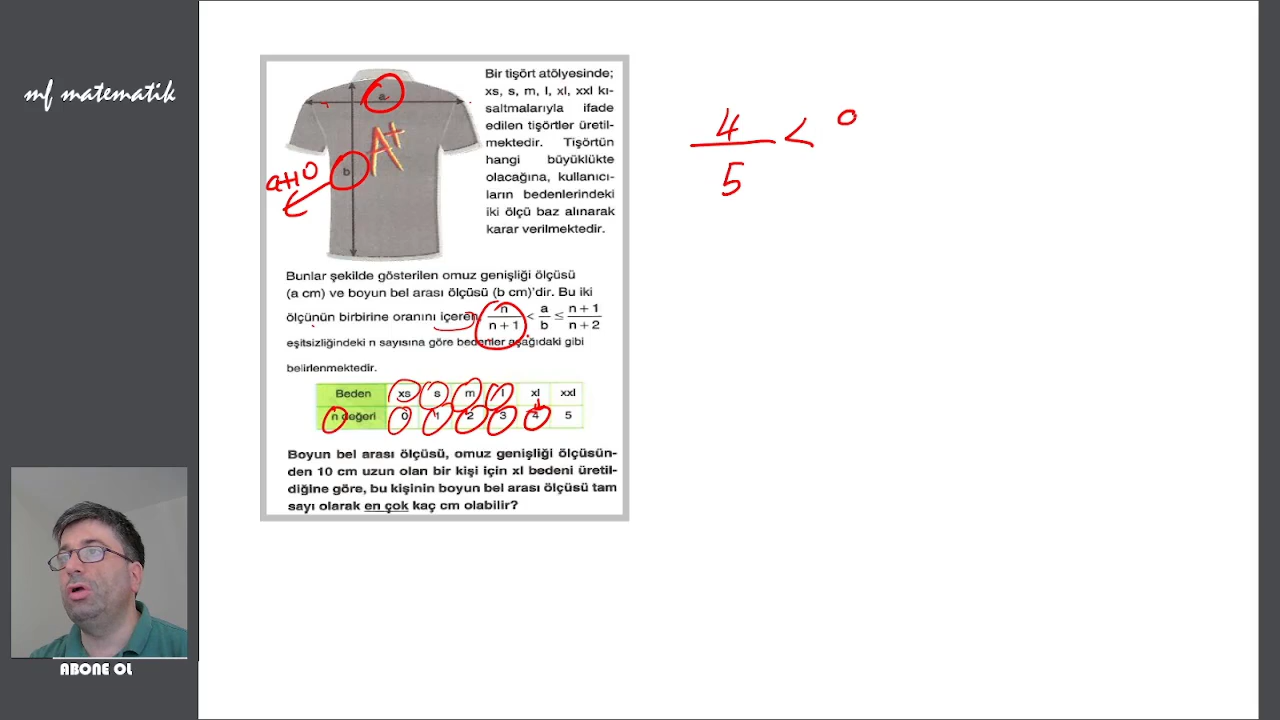 mf matematik
Bir tişört atölyesinde;
xs, s, m, l, xl, xxl kı-
saltmalarıyla ifade
edilen tişörtler üretil-
mektedir. Tişörtün
hangi büyüklükte
olacağına, kullanıcı-
ların bedenlerindeki
iki ölçü baz alınarak
karar verilmektedir.
a
A+
b
a+10
Bunlar şekilde gösterilen omuz genişliği ölçüsü
(a cm) ve boyun bel arası ölçüsü (b cm)'dir. Bu iki
ölçünün birbirine oranını içeren n/n+1 < a/b ≤ n+1/n+2
eşitsizliğindeki n sayısına göre bedenler aşağıdaki gibi
belirlenmektedir.
Beden xs s m l xl xxl
n değeri 0 1 2 3 4 5
Boyun bel arası ölçüsü, omuz genişliği ölçüsün-
den 10 cm uzun olan bir kişi için xl bedeni üretil-
diğine göre, bu kişinin boyun bel arası ölçüsü tam
sayı olarak en çok kaç cm olabilir?
4/5 <
ABONE OL